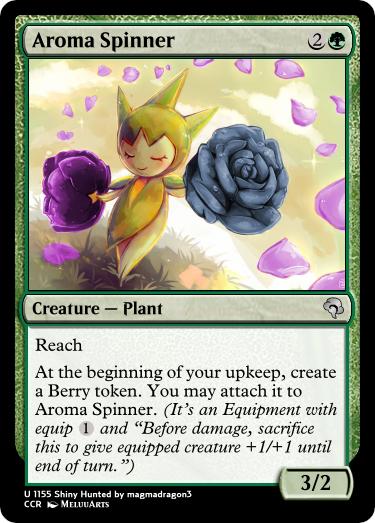 Aroma Spinner 2
Creature — Plant
Reach
At the beginning of your upkeep, create
a Berry token. You may attach it to
Aroma Spinner. (It's an Equipment with
equip 1 and “Before damage, sacrifice
this to give equipped creature +1/+1 until
end of turn.”)
3/2
U 1155 Shiny Hunted by magmadragon3
CCR MeluuArts